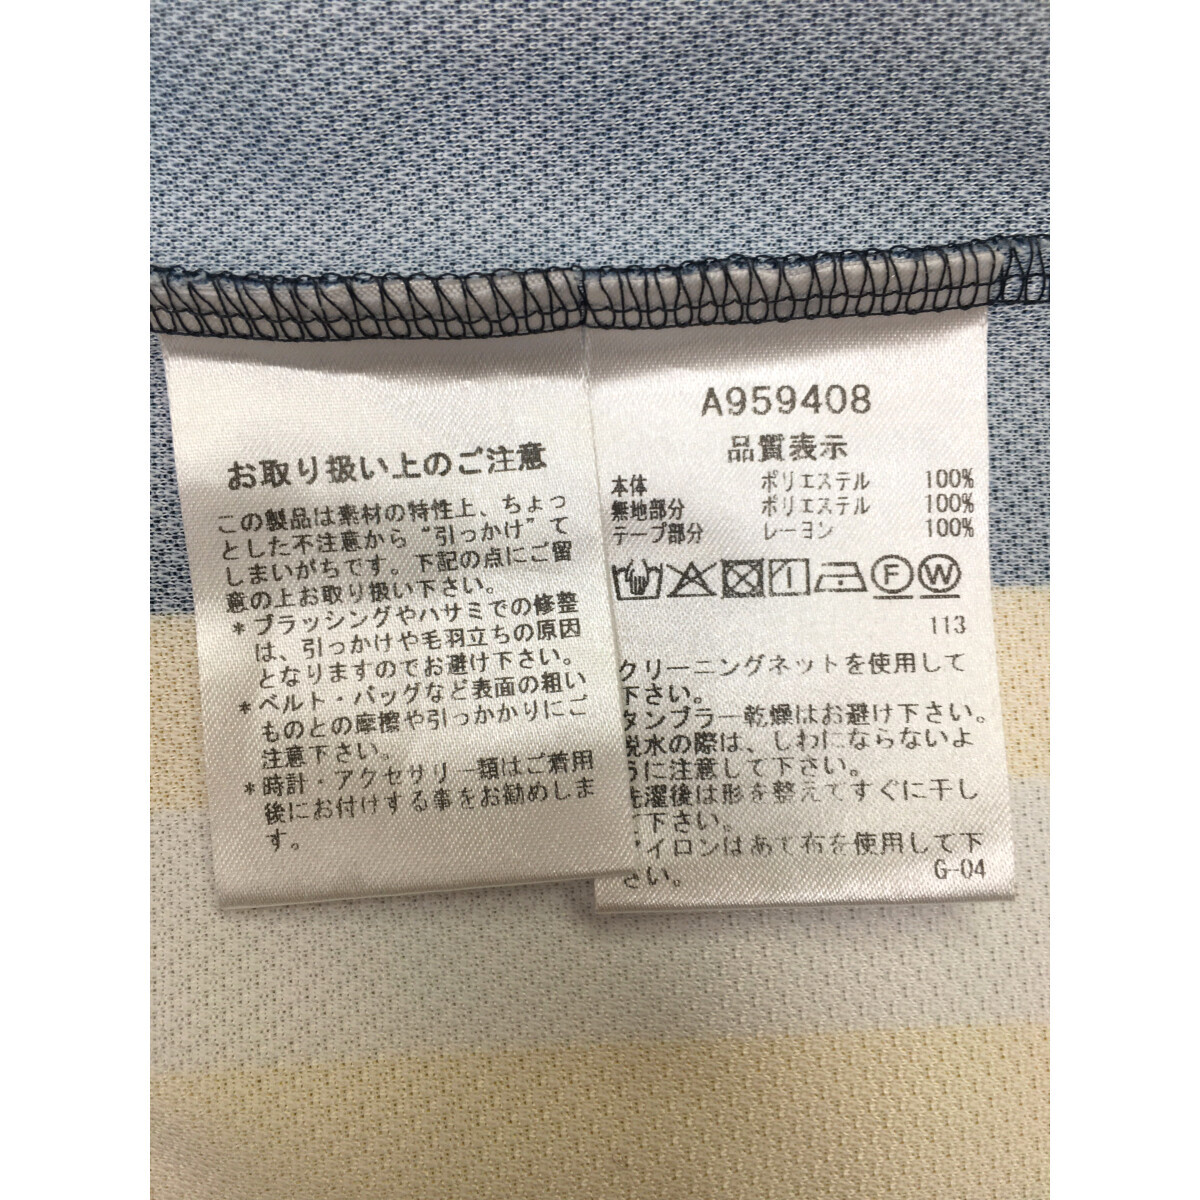 お取り扱い上のご注意
この製品は素材の特性上、ちょっ
とした不注意から“引っかけ”て
しまいがちです。下記の点にご留
意の上お取り扱い下さい。
*ブラッシングやハサミでの修整
は、引っかけや毛羽立ちの原因
となりますのでお避け下さい。
*ベルト・バッグなど表面の粗い
ものとの摩擦や引っかかりにご
注意下さい。
*時計・アクセサリー類はご着用
後にお付けする事をお勧めしま
す。
A959408
品質表示
本体 ポリエステル 100%
無地部分 ポリエステル 100%
テープ部分 レーヨン 100%
F W
113
クリーニングネットを使用して
下さい。
タンブラー乾燥はお避け下さい。
脱水の際は、しわにならないよ
うに注意して下さい。
洗濯後は形を整えてすぐに干し
て下さい。
アイロンはあて布を使用して下
さい。
G-04